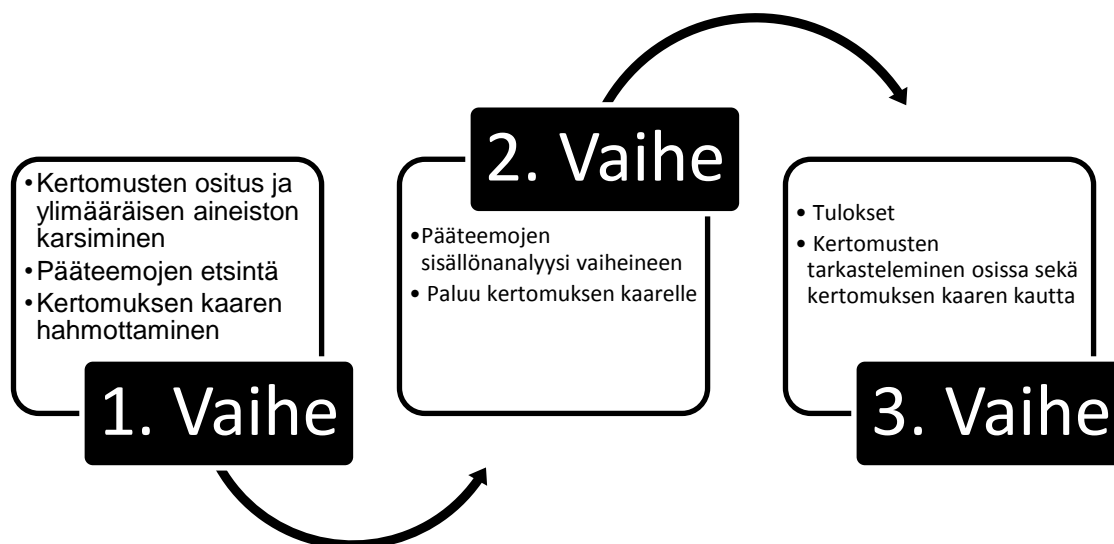 •Kertomusten ositus ja
ylimääräisen aineiston
karsiminen
•Pääteemojen etsintä
•Kertomuksen kaaren
hahmottaminen
1. Vaihe
2. Vaihe
•Pääteemojen
sisällönanalyysi vaiheineen
• Paluu kertomuksen kaarelle
• Tulokset
• Kertomusten
tarkasteleminen osissa sekä
kertomuksen kaaren kautta
3. Vaihe